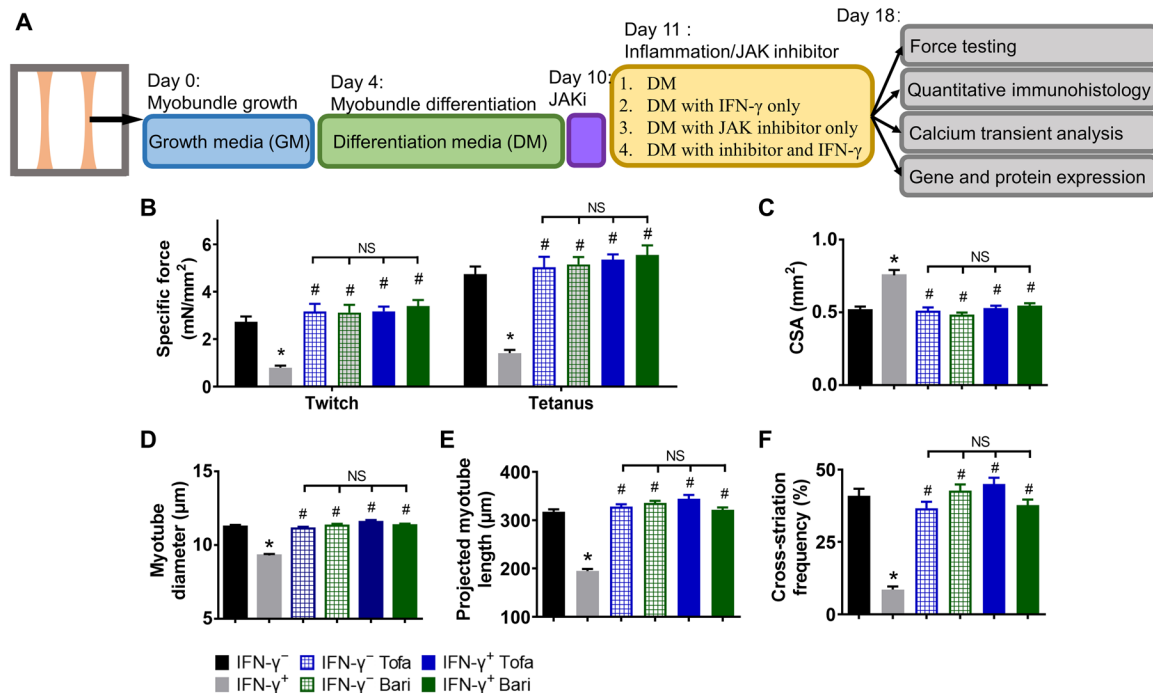 A
Day 0:
Myobundle growth
Growth media (GM)
Day 4:
Myobundle differentiation
Differentiation media (DM)
Day 10:
JAKi
Day 11 :
Inflammation/JAK inhibitor
1. DM
2. DM with IFN-γ only
3. DM with JAK inhibitor only
4. DM with inhibitor and IFN-γ
Day 18:
Force testing
Quantitative immunohistology
Calcium transient analysis
Gene and protein expression
B
Specific force
(mN/mm²)
6
4
2
0
NS
# # # #
*
Twitch
NS
# # # #
*
Tetanus
C
CSA (mm²)
1.0
0.5
0.0
*
NS
# # # #
D
Myotube
diameter (μm)
15
10
5
*
NS
# # # #
E
Projected myotube
length (μm)
400
300
200
100
*
NS
# # # #
F
Cross-striation
frequency (%)
50
25
0
*
NS
# # # #
IFN-γ⁻ IFN-γ⁻ Tofa IFN-γ⁺ Tofa
IFN-γ⁺ IFN-γ⁻ Bari IFN-γ⁺ Bari